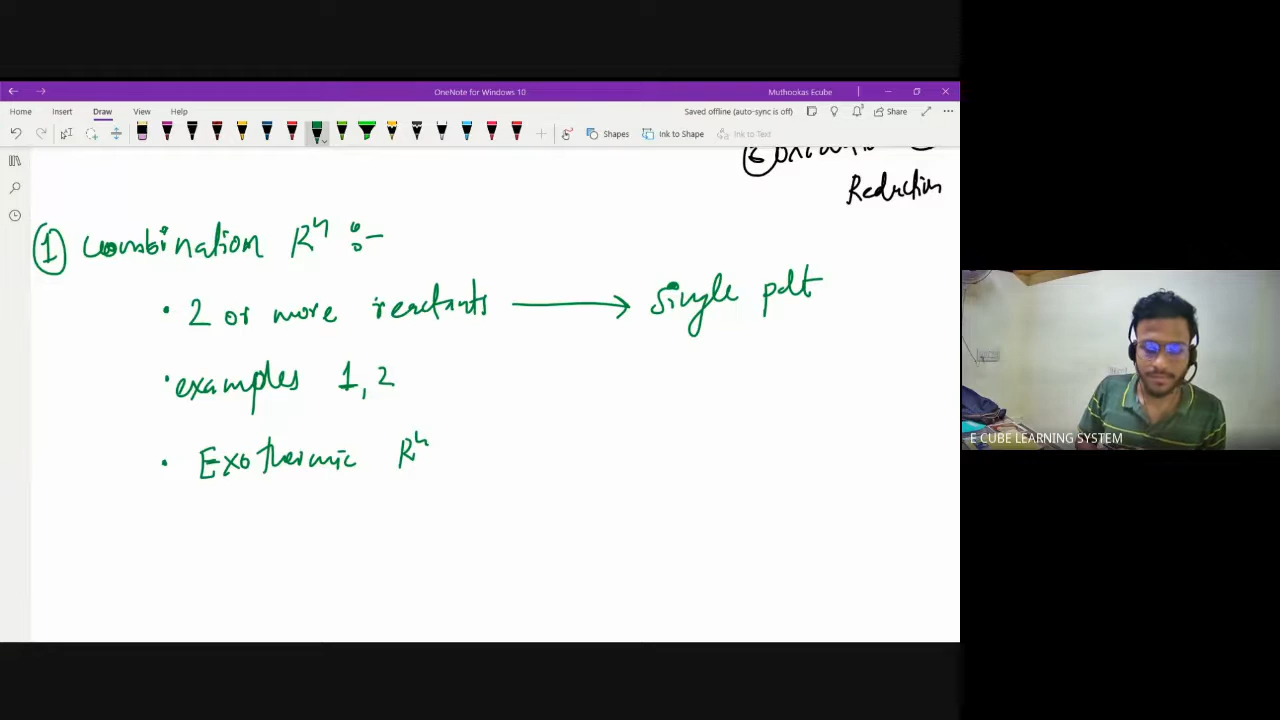 OneNote for Windows 10
Muthookas Ecube
Home Insert Draw View Help
Saved offline (auto-sync is off)
Share
Shapes
Ink to Shape
Ink to Text
Reduction
① Combination Rⁿ :-
• 2 or more reactants ⟶ single pdt
• examples 1, 2
• Exothermic Rⁿ
E CUBE LEARNING SYSTEM